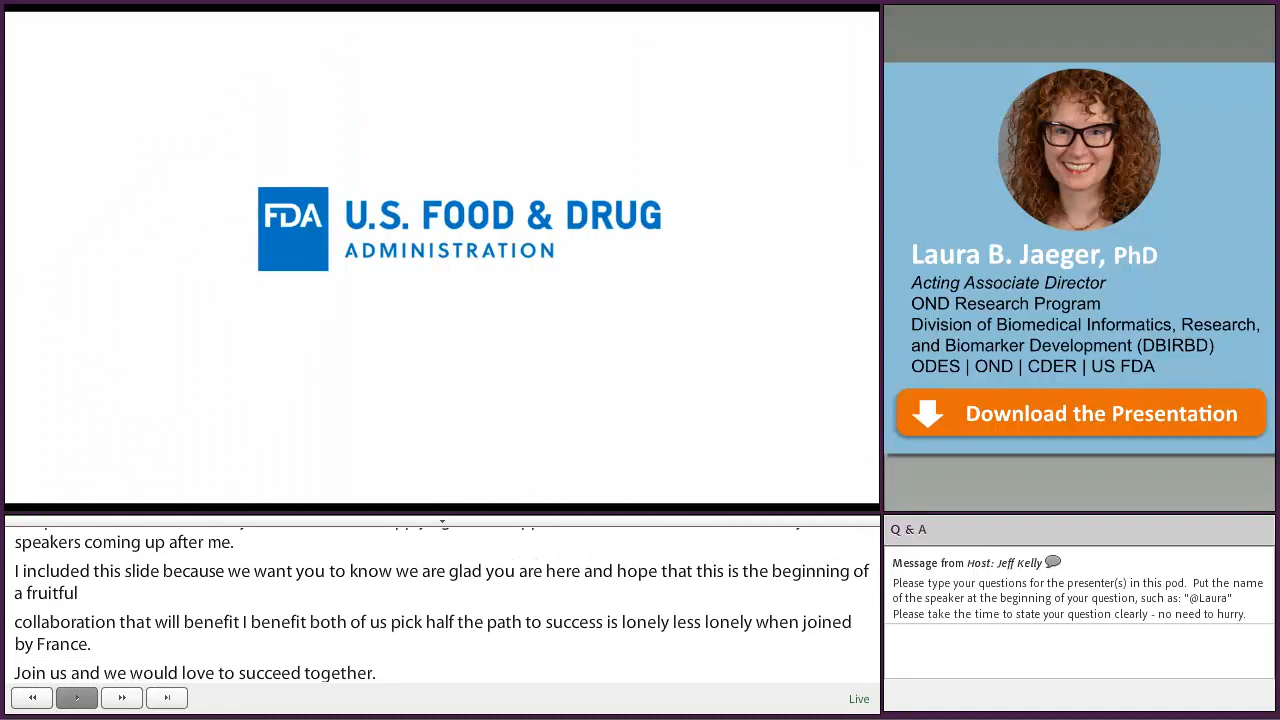 FDA
U.S. FOOD & DRUG
ADMINISTRATION
Laura B. Jaeger, PhD
Acting Associate Director
OND Research Program
Division of Biomedical Informatics, Research,
and Biomarker Development (DBIRBD)
ODES | OND | CDER | US FDA
Download the Presentation
speakers coming up after me.
I included this slide because we want you to know we are glad you are here and hope that this is the beginning of
a fruitful
collaboration that will benefit I benefit both of us pick half the path to success is lonely less lonely when joined
by France.
Join us and we would love to succeed together.
Live
Q & A
Message from Host: Jeff Kelly
Please type your questions for the presenter(s) in this pod. Put the name
of the speaker at the beginning of your question, such as: "@Laura"
Please take the time to state your question clearly - no need to hurry.